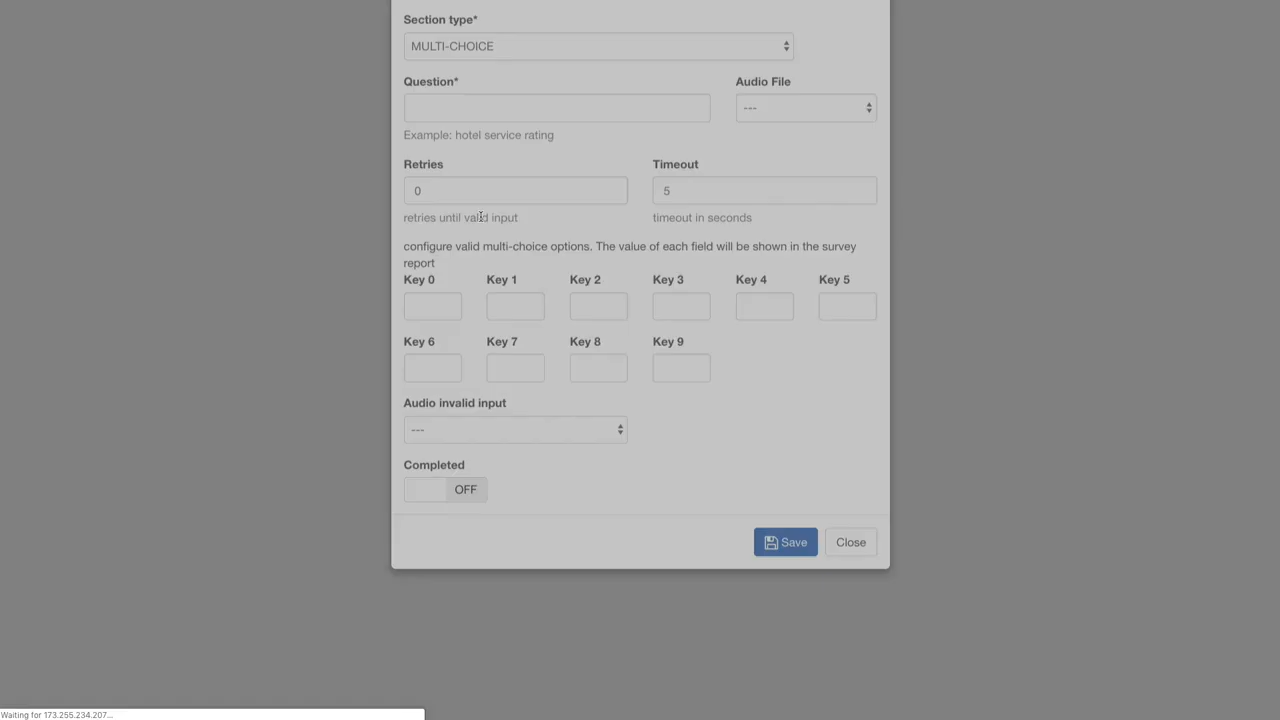 Section type*
MULTI-CHOICE
Question* Audio File
---
Example: hotel service rating
Retries Timeout
0 5
retries until valid input timeout in seconds
configure valid multi-choice options. The value of each field will be shown in the survey
report
Key 0 Key 1 Key 2 Key 3 Key 4 Key 5
Key 6 Key 7 Key 8 Key 9
Audio invalid input
---
Completed
OFF
Save Close
Waiting for 173.255.234.207...